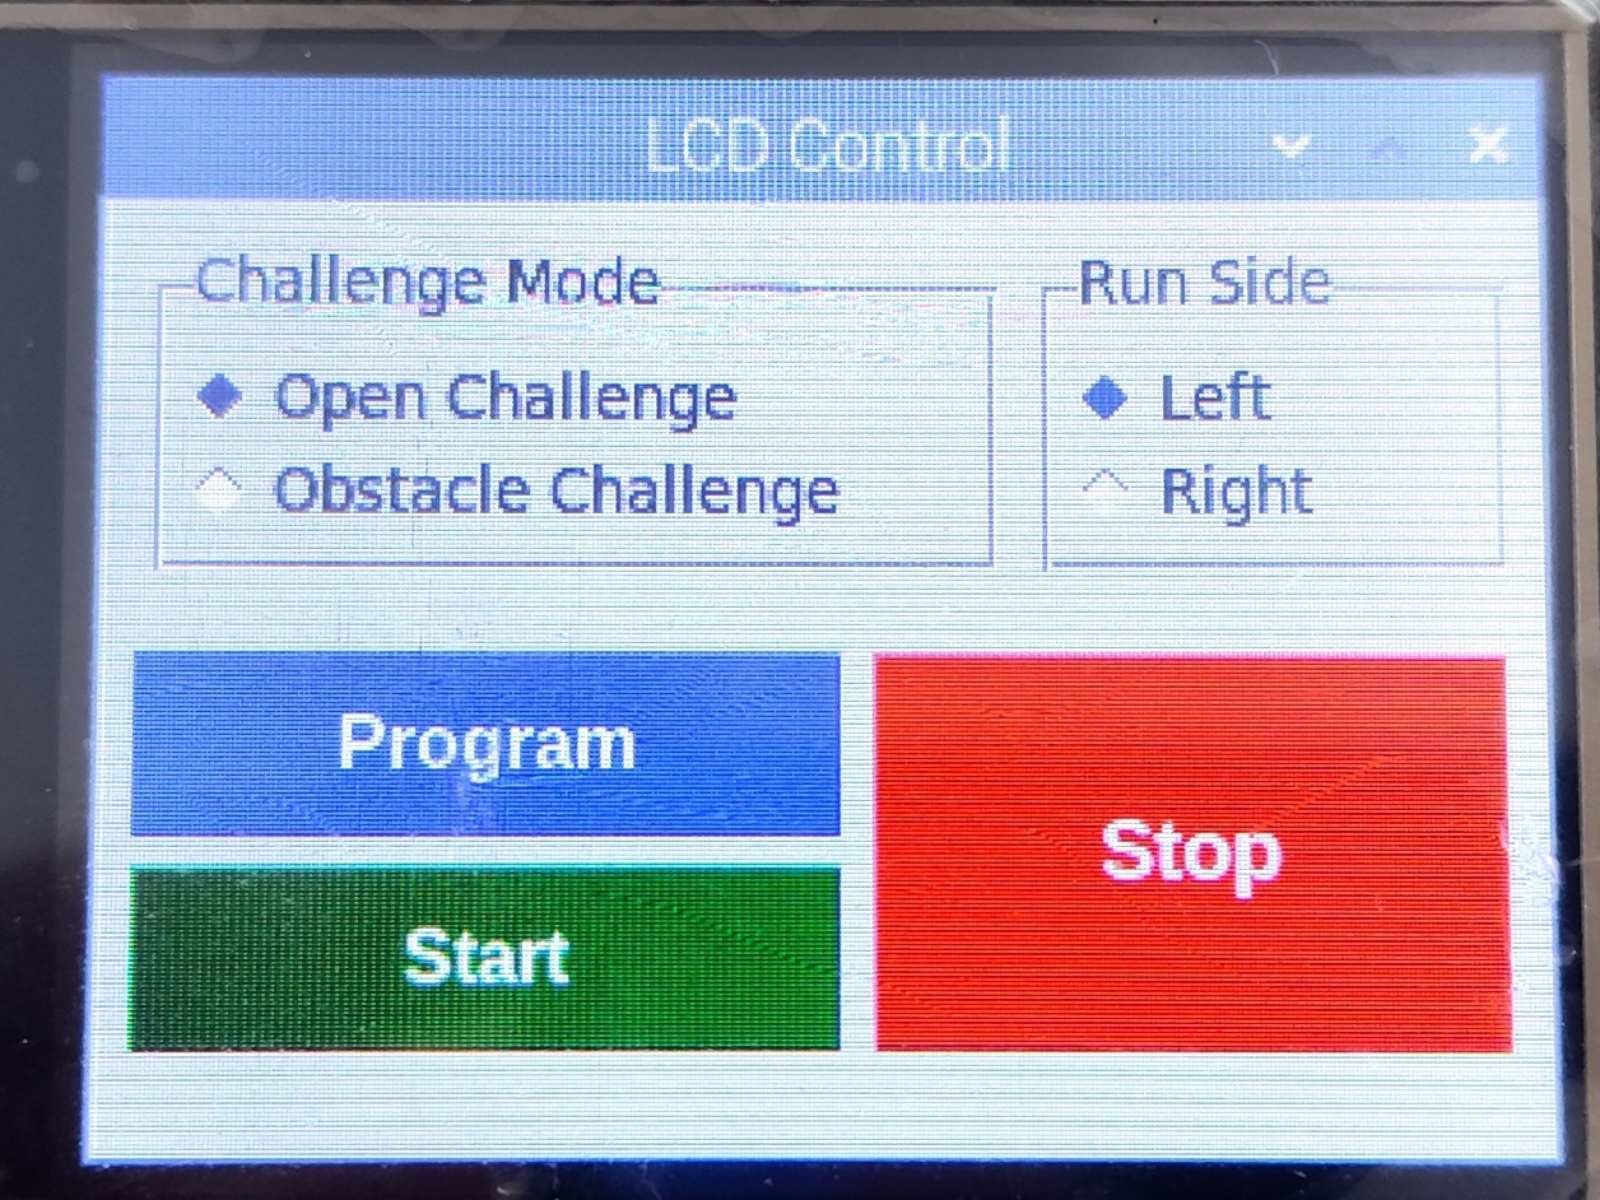 LCD Control
Challenge Mode
Open Challenge
Obstacle Challenge
Run Side
Left
Right
Program
Start
Stop